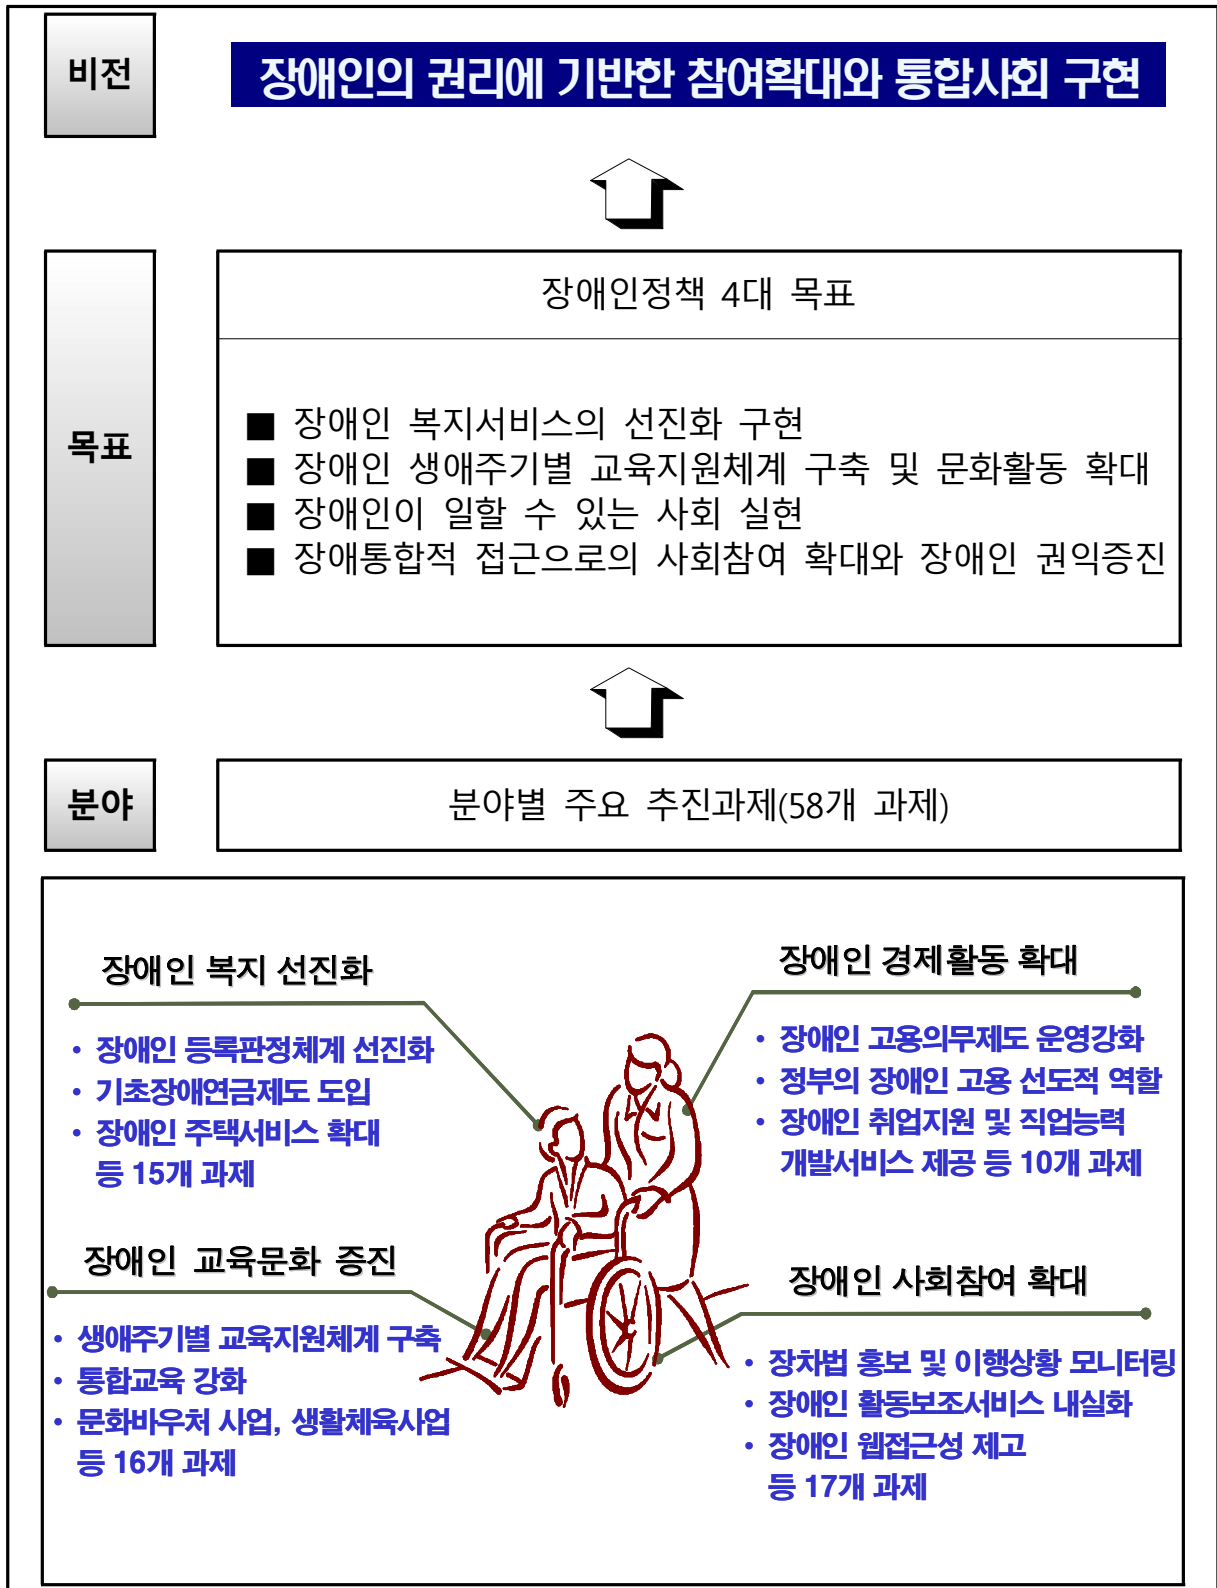 비전
장애인의 권리에 기반한 참여확대와 통합사회 구현
목표
장애인정책 4대 목표
■ 장애인 복지서비스의 선진화 구현
■ 장애인 생애주기별 교육지원체계 구축 및 문화활동 확대
■ 장애인이 일할 수 있는 사회 실현
■ 장애통합적 접근으로의 사회참여 확대와 장애인 권익증진
분야
분야별 주요 추진과제(58개 과제)
장애인 복지 선진화
• 장애인 등록판정체계 선진화
• 기초장애연금제도 도입
• 장애인 주택서비스 확대
등 15개 과제
장애인 경제활동 확대
• 장애인 고용의무제도 운영강화
• 정부의 장애인 고용 선도적 역할
• 장애인 취업지원 및 직업능력
개발서비스 제공 등 10개 과제
장애인 교육문화 증진
• 생애주기별 교육지원체계 구축
• 통합교육 강화
• 문화바우처 사업, 생활체육사업
등 16개 과제
장애인 사회참여 확대
• 장차법 홍보 및 이행상황 모니터링
• 장애인 활동보조서비스 내실화
• 장애인 웹접근성 제고
등 17개 과제